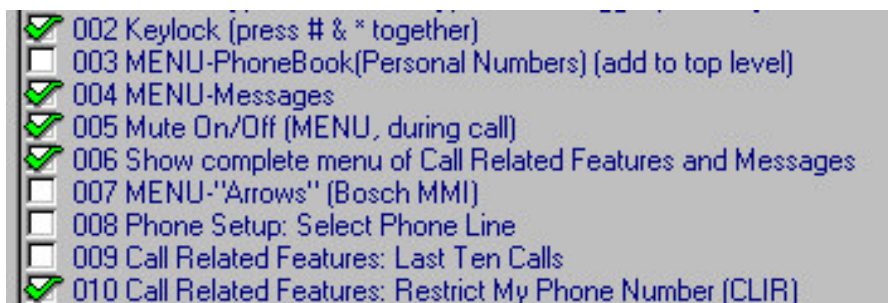 002 Keylock (press # & * together)
003 MENU-PhoneBook(Personal Numbers) (add to top level)
004 MENU-Messages
005 Mute On/Off (MENU, during call)
006 Show complete menu of Call Related Features and Messages
007 MENU-"Arrows" (Bosch MMI)
008 Phone Setup: Select Phone Line
009 Call Related Features: Last Ten Calls
010 Call Related Features: Restrict My Phone Number (CLIR)